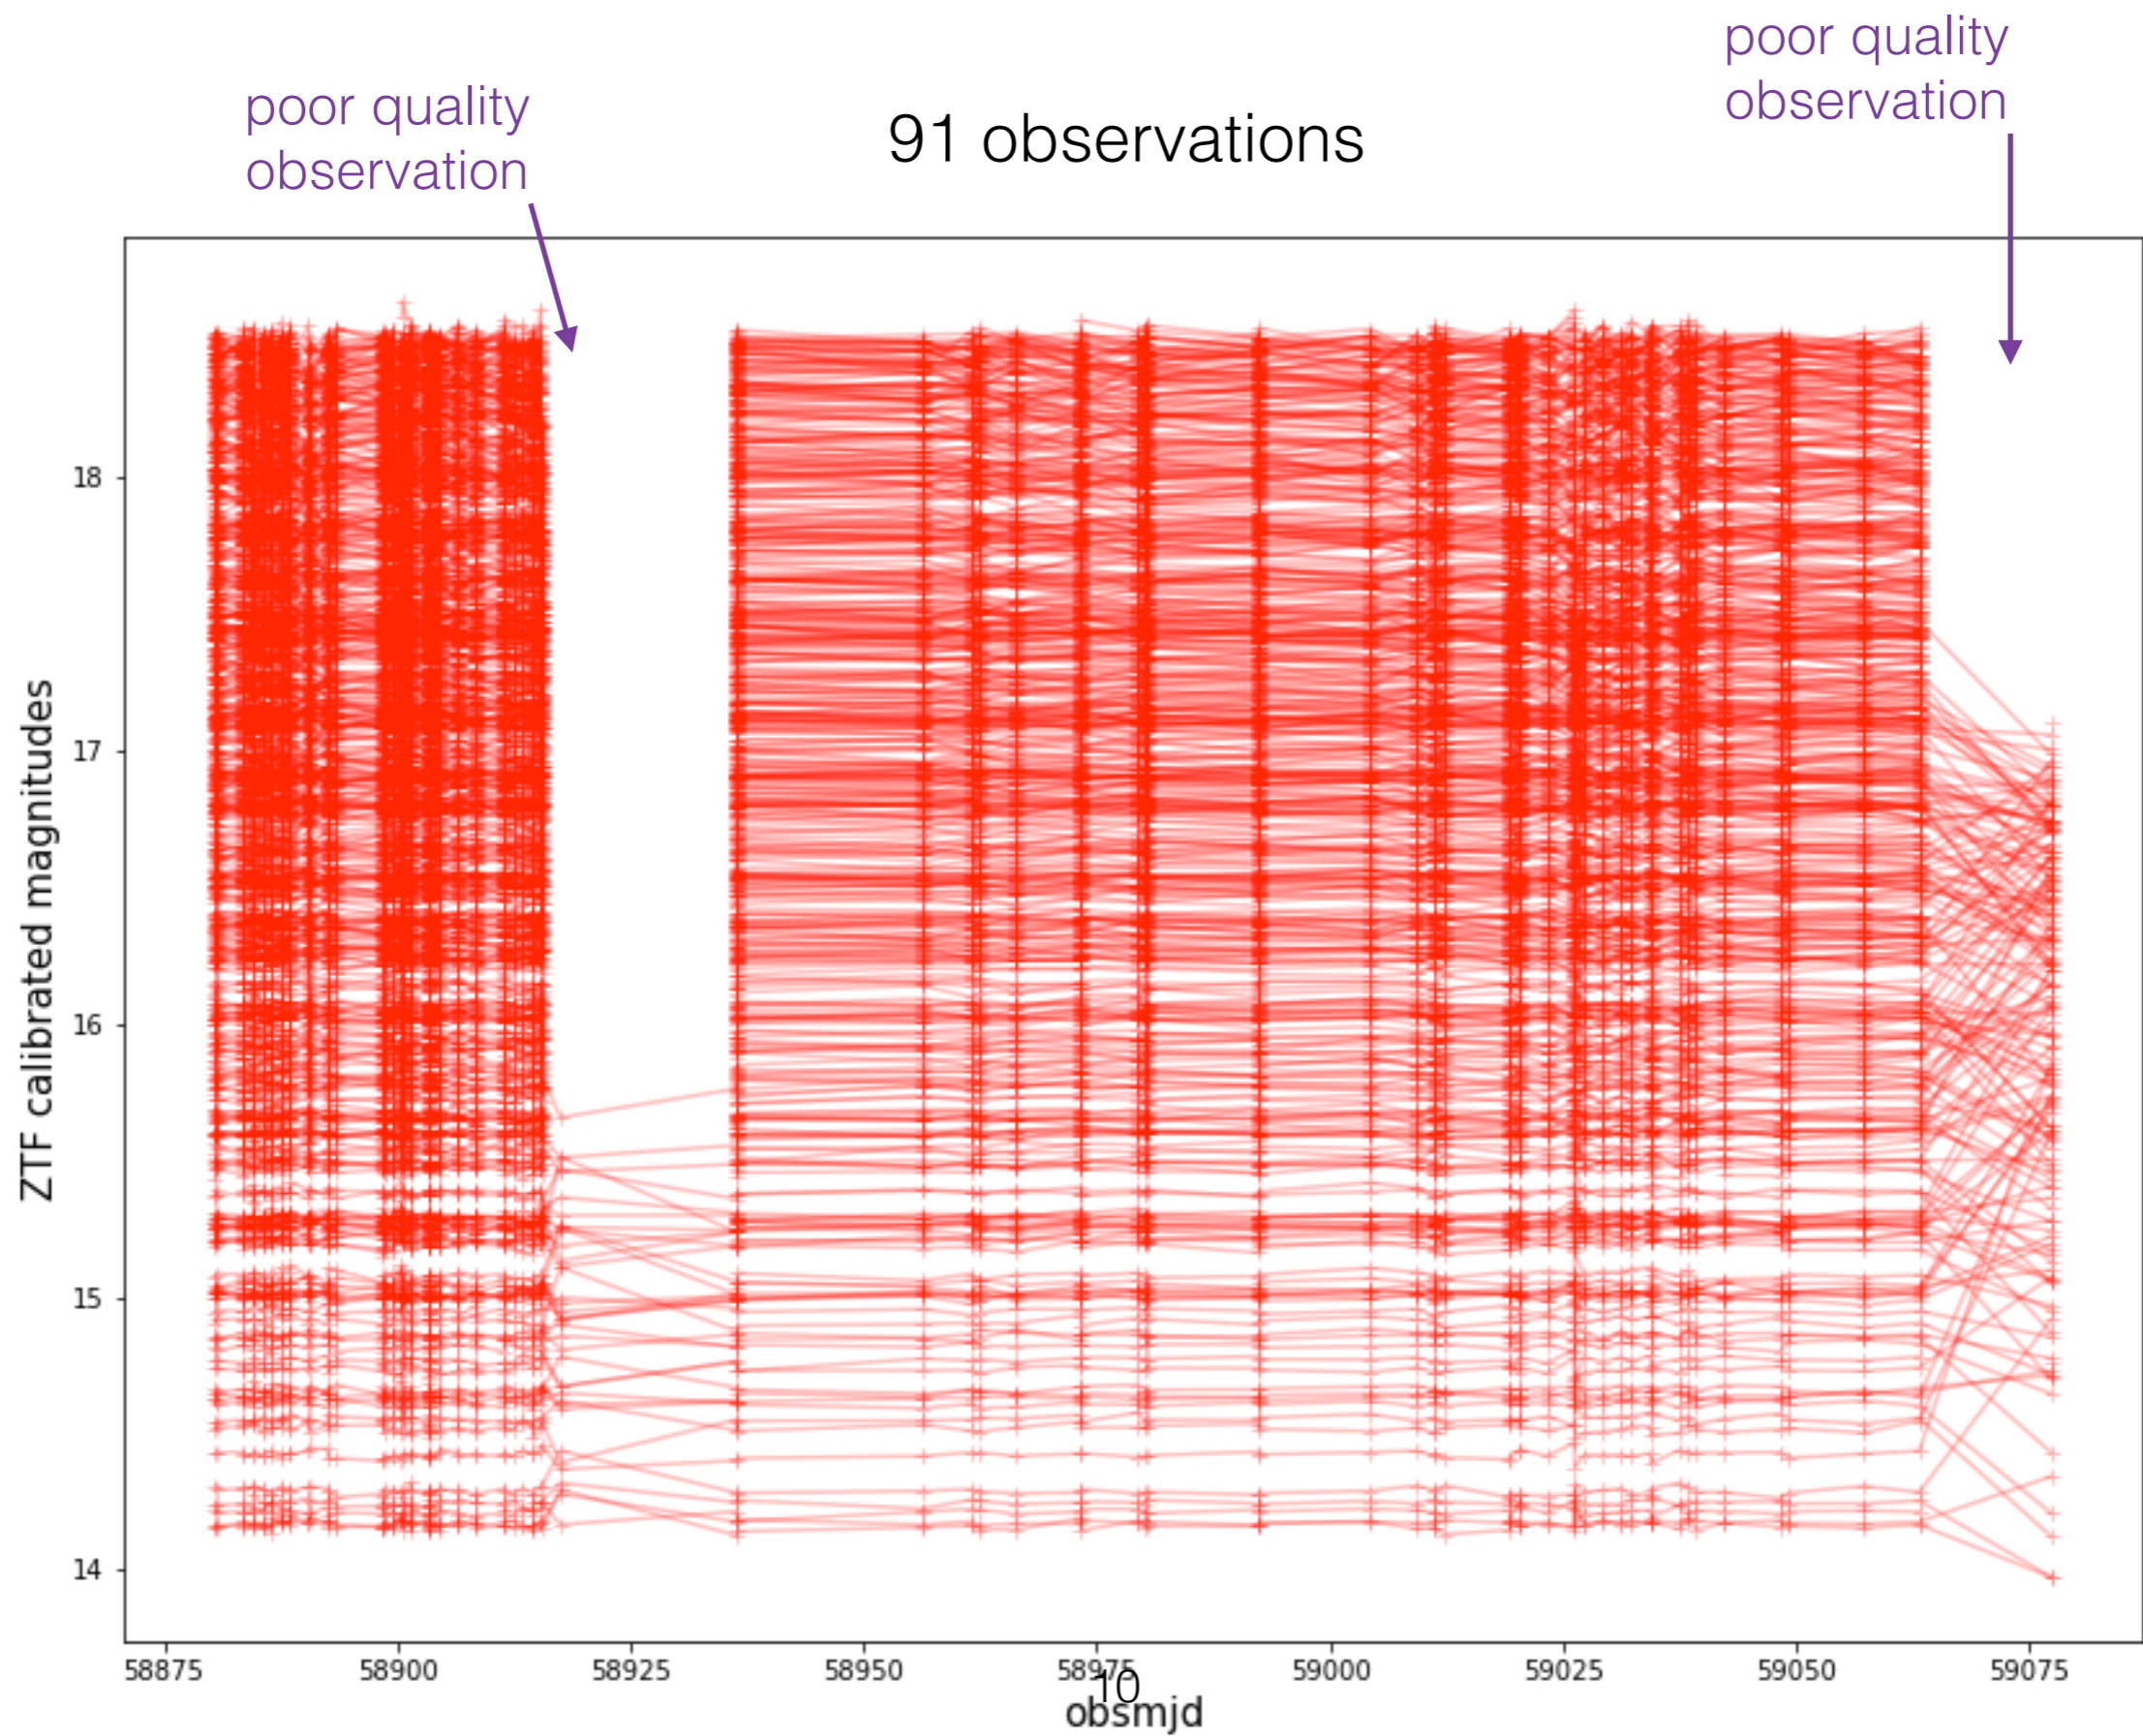 poor quality
observation
91 observations
poor quality
observation
ZTF calibrated magnitudes
18
17
16
15
14
58875 58900 58925 58950 58975 59000 59025 59050 59075
10
obsmjd